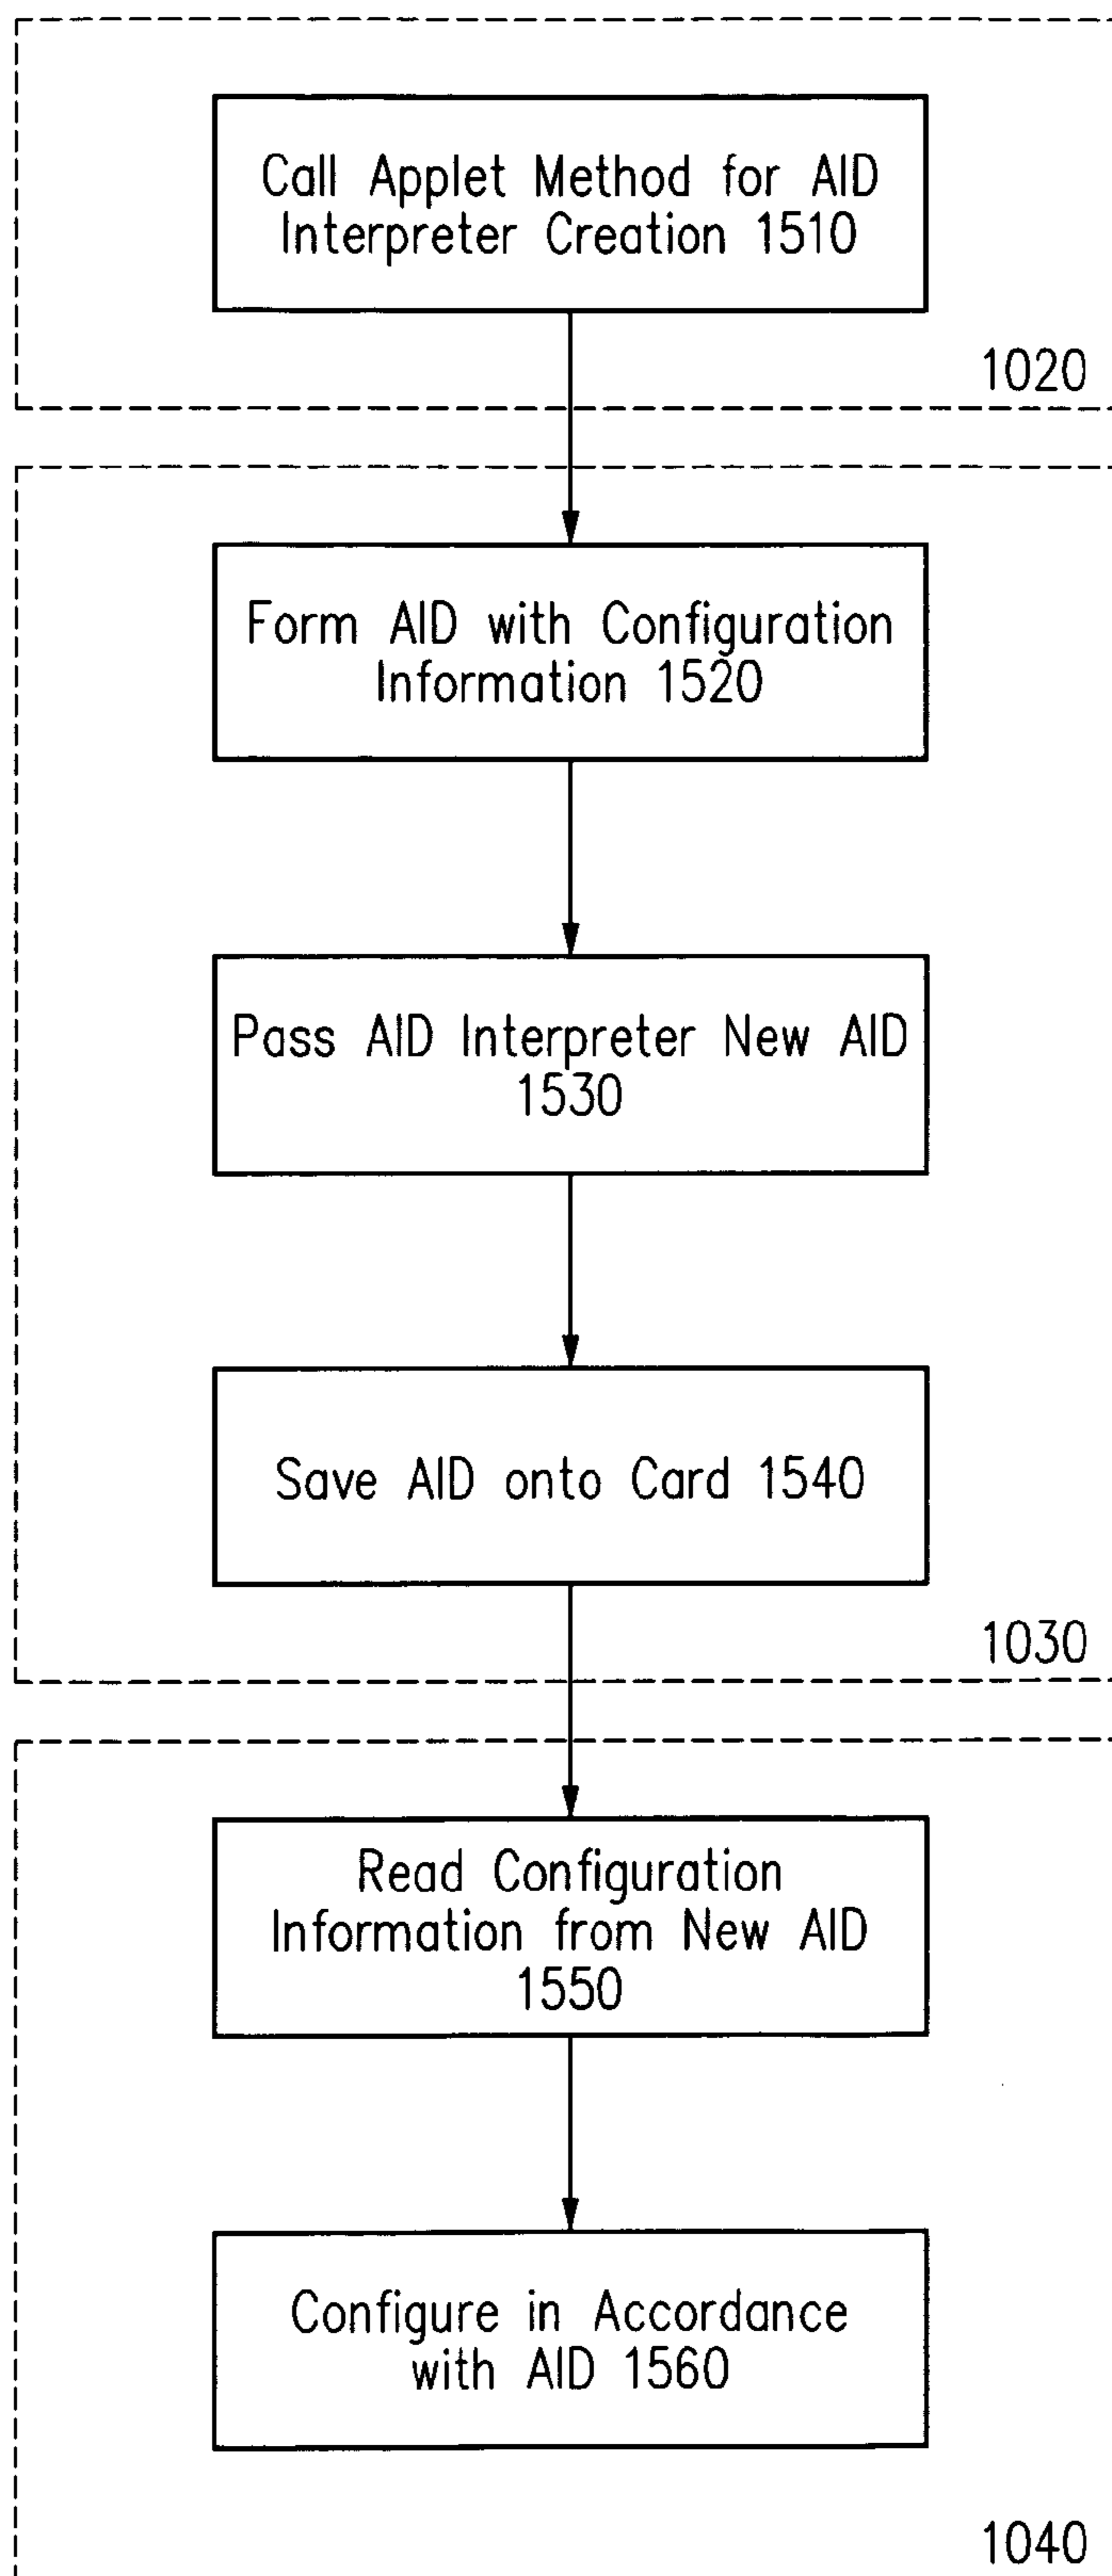 Call Applet Method for AID
Interpreter Creation 1510
1020
Form AID with Configuration
Information 1520
Pass AID Interpreter New AID
1530
Save AID onto Card 1540
1030
Read Configuration
Information from New AID
1550
Configure in Accordance
with AID 1560
1040